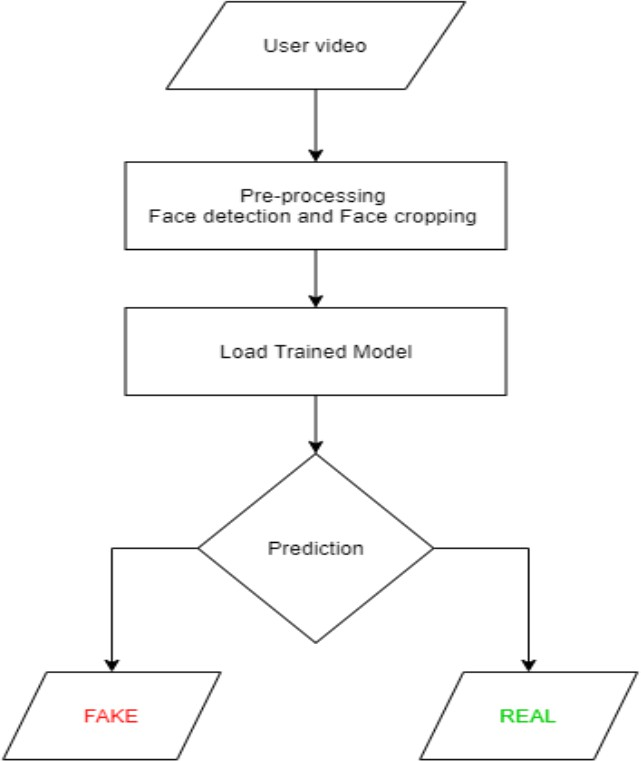 User video
Pre-processing
Face detection and Face cropping
Load Trained Model
Prediction
FAKE
REAL